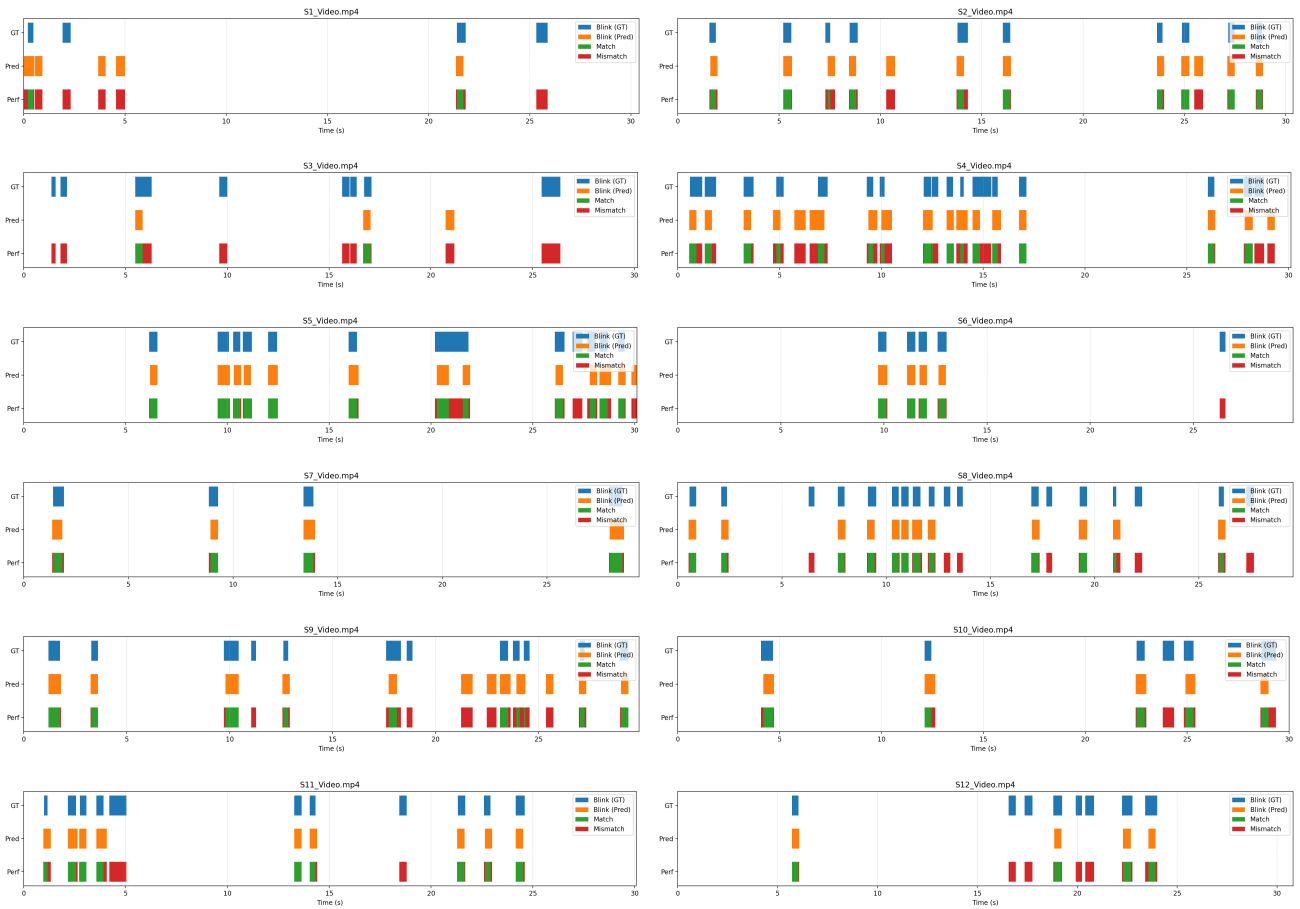 S1_Video.mp4
GT
Pred
Perf
Blink (GT)
Blink (Pred)
Match
Mismatch
0 5 10 15 20 25 30
Time (s)
S2_Video.mp4
GT
Pred
Perf
Blink (GT)
Blink (Pred)
Match
Mismatch
0 5 10 15 20 25 30
Time (s)
S3_Video.mp4
GT
Pred
Perf
Blink (GT)
Blink (Pred)
Match
Mismatch
0 5 10 15 20 25 30
Time (s)
S4_Video.mp4
GT
Pred
Perf
Blink (GT)
Blink (Pred)
Match
Mismatch
0 5 10 15 20 25 30
Time (s)
S5_Video.mp4
GT
Pred
Perf
Blink (GT)
Blink (Pred)
Match
Mismatch
0 5 10 15 20 25 30
Time (s)
S6_Video.mp4
GT
Pred
Perf
Blink (GT)
Blink (Pred)
Match
Mismatch
0 5 10 15 20 25
Time (s)
S7_Video.mp4
GT
Pred
Perf
Blink (GT)
Blink (Pred)
Match
Mismatch
0 5 10 15 20 25
Time (s)
S8_Video.mp4
GT
Pred
Perf
Blink (GT)
Blink (Pred)
Match
Mismatch
0 5 10 15 20 25
Time (s)
S9_Video.mp4
GT
Pred
Perf
Blink (GT)
Blink (Pred)
Match
Mismatch
0 5 10 15 20 25
Time (s)
S10_Video.mp4
GT
Pred
Perf
Blink (GT)
Blink (Pred)
Match
Mismatch
0 5 10 15 20 25 30
Time (s)
S11_Video.mp4
GT
Pred
Perf
Blink (GT)
Blink (Pred)
Match
Mismatch
0 5 10 15 20 25 30
Time (s)
S12_Video.mp4
GT
Pred
Perf
Blink (GT)
Blink (Pred)
Match
Mismatch
0 5 10 15 20 25 30
Time (s)